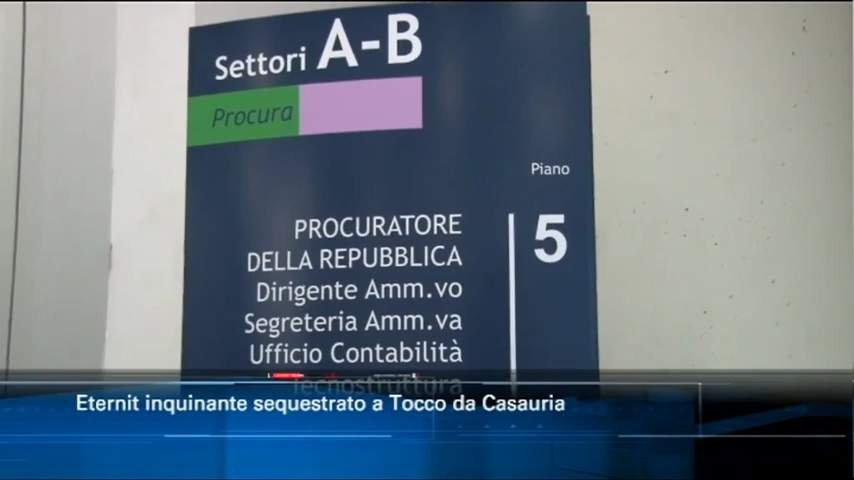 Settori A-B
Procura
Piano
5
PROCURATORE
DELLA REPUBBLICA
Dirigente Amm.vo
Segreteria Amm.va
Ufficio Contabilità
Tecnostruttura
Eternit inquinante sequestrato a Tocco da Casauria